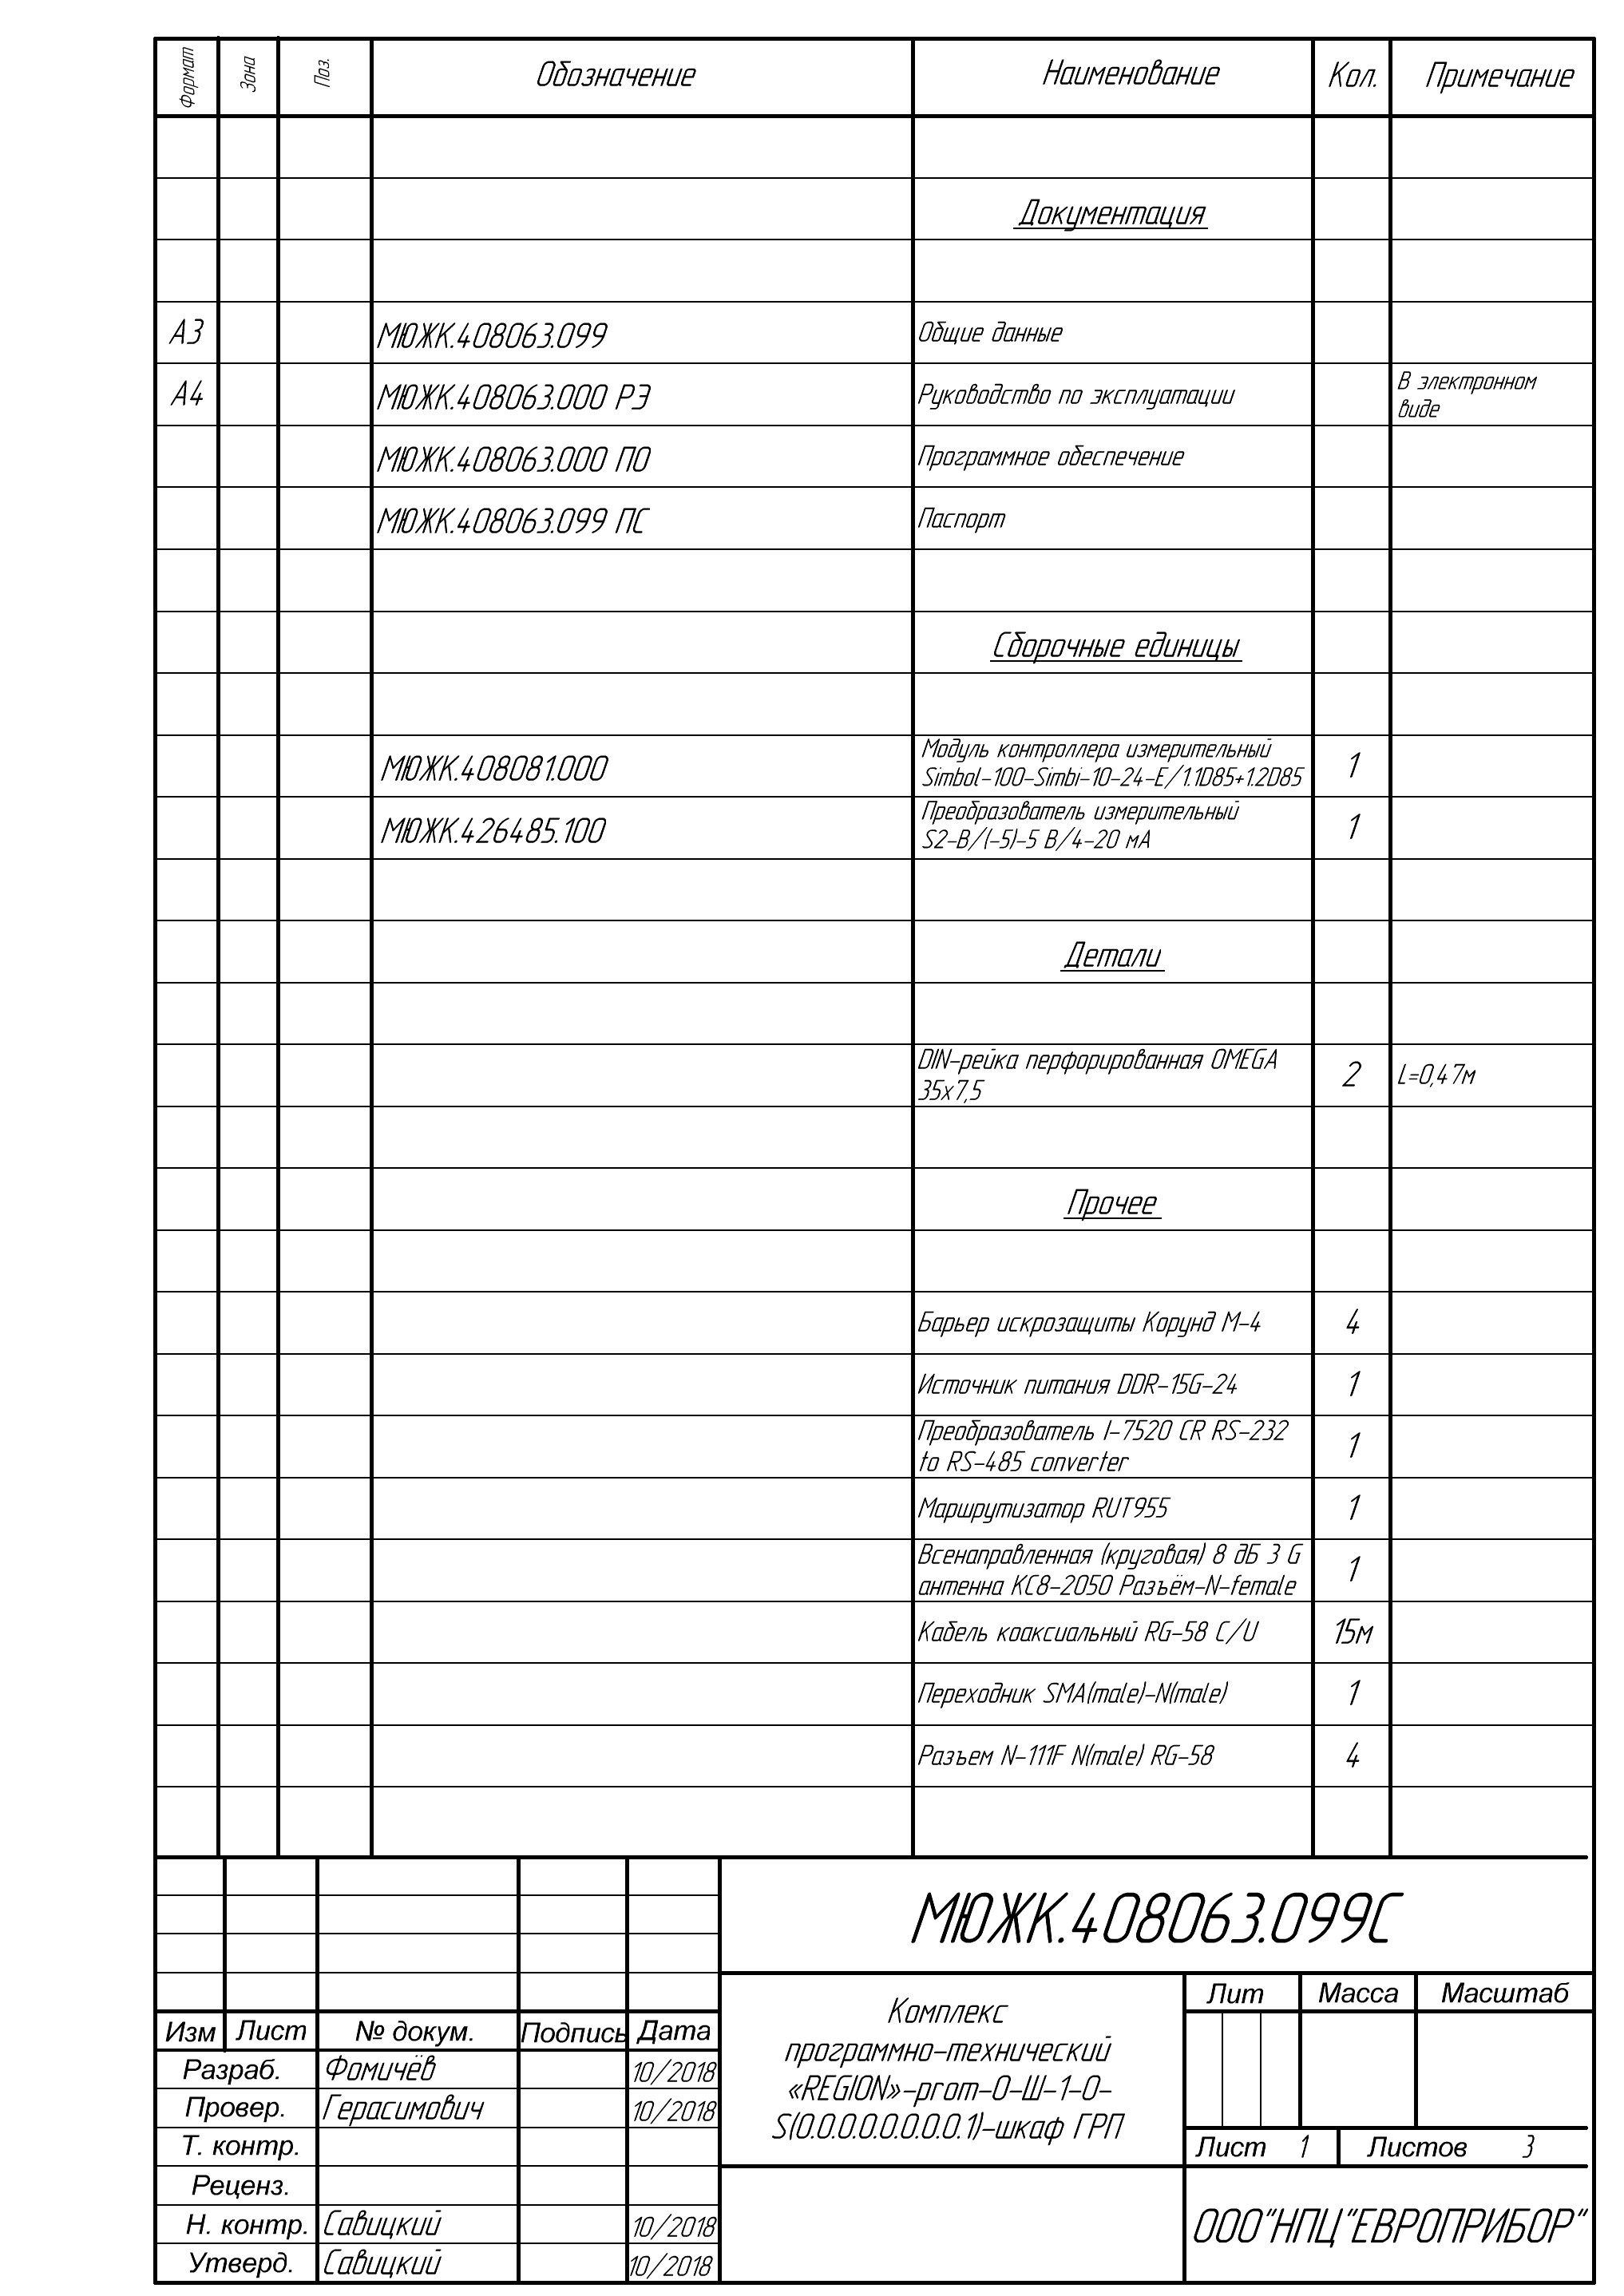 Формат Зона Поз. Обозначение Наименование Кол. Примечание
Документация
А3 МЮЖК.408063.099 Общие данные
А4 МЮЖК.408063.000 РЭ Руководство по эксплуатации В электронном
виде
МЮЖК.408063.000 ПО Программное обеспечение
МЮЖК.408063.099 ПС Паспорт
Сборочные единицы
МЮЖК.408081.000 Модуль контроллера измерительный 1
Simbol-100-Simbi-10-24-E/1.1D85+1.2D85
МЮЖК.426485.100 Преобразователь измерительный 1
S2-В/(-5)-5 В/4-20 мА
Детали
DIN-рейка перфорированная OMEGA 2 L=0,47м
35х7,5
Прочее
Барьер искрозащиты Корунд М-4 4
Источник питания DDR-15G-24 1
Преобразователь I-7520 CR RS-232 1
to RS-485 converter
Маршрутизатор RUT955 1
Всенаправленная (круговая) 8 дБ 3 G 1
антенна КС8-2050 Разъём-N-female
Кабель коаксиальный RG-58 C/U 15м
Переходник SMA(male)-N(male) 1
Разъем N-111F N(male) RG-58 4
МЮЖК.408063.099С
Изм Лист № докум. Подпись Дата
Разраб. Фомичёв 10/2018
Провер. Герасимович 10/2018
Т. контр.
Реценз.
Н. контр. Савицкий 10/2018
Утверд. Савицкий 10/2018
Комплекс
программно-технический
«REGION»-prom-О-Ш-1-0-
S(0.0.0.0.0.0.0.0.1)-шкаф ГРП
Лит Масса Масштаб
Лист 1 Листов 3
ООО"НПЦ"ЕВРОПРИБОР"